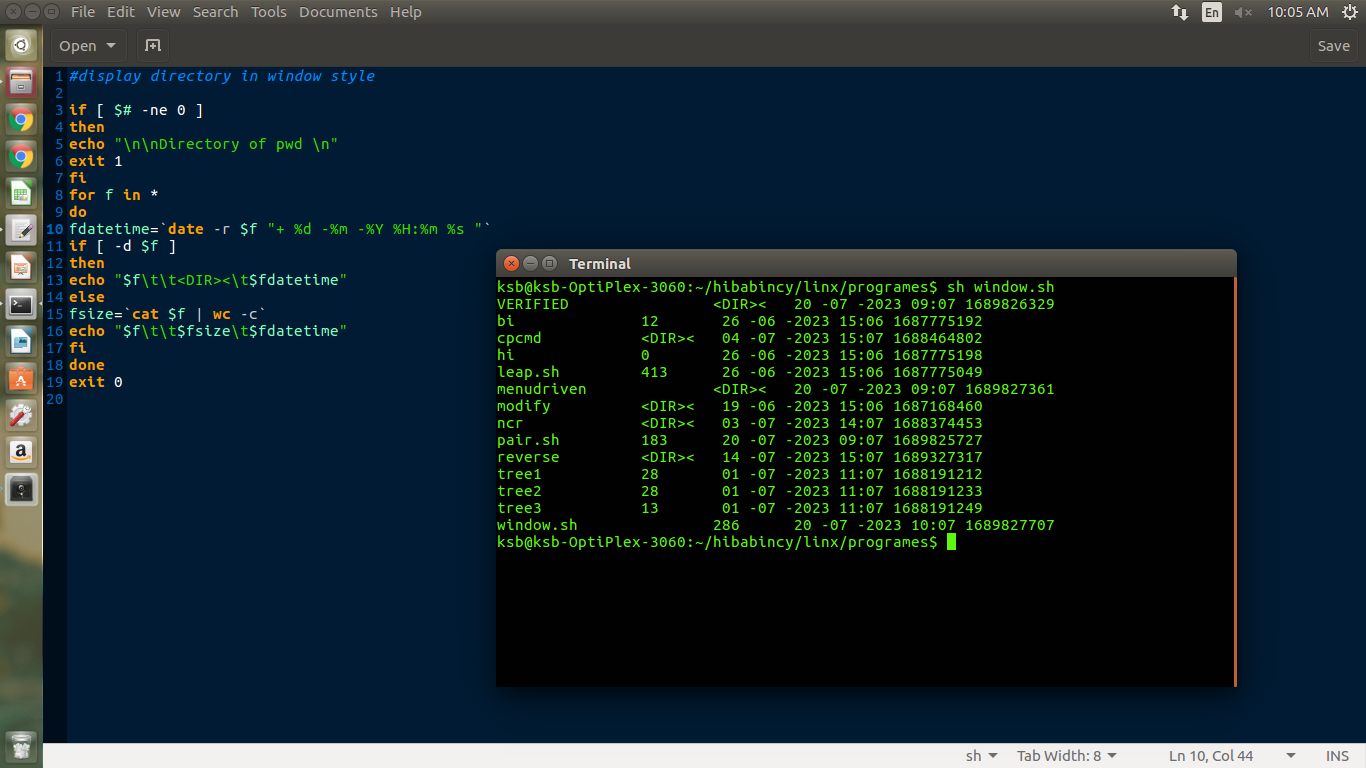 File Edit View Search Tools Documents Help
En
10:05 AM
Open
Save
1 #display directory in window style
2
3 if [ $# -ne 0 ]
4 then
5 echo "\n\nDirectory of pwd \n"
6 exit 1
7 fi
8 for f in *
9 do
10 fdatetime=`date -r $f "+ %d -%m -%Y %H:%m %s "`
11 if [ -d $f ]
12 then
13 echo "$f\t\t<DIR><\t$fdatetime"
14 else
15 fsize=`cat $f | wc -c`
16 echo "$f\t\t$fsize\t$fdatetime"
17 fi
18 done
19 exit 0
20
Terminal
ksb@ksb-OptiPlex-3060:~/hibabincy/linx/programes$ sh window.sh
VERIFIED <DIR>< 20 -07 -2023 09:07 1689826329
bi 12 26 -06 -2023 15:06 1687775192
cpcmd <DIR>< 04 -07 -2023 15:07 1688464802
hi 0 26 -06 -2023 15:06 1687775198
leap.sh 413 26 -06 -2023 15:06 1687775049
menudriven <DIR>< 20 -07 -2023 09:07 1689827361
modify <DIR>< 19 -06 -2023 15:06 1687168460
ncr <DIR>< 03 -07 -2023 14:07 1688374453
pair.sh 183 20 -07 -2023 09:07 1689825727
reverse <DIR>< 14 -07 -2023 15:07 1689327317
tree1 28 01 -07 -2023 11:07 1688191212
tree2 28 01 -07 -2023 11:07 1688191233
tree3 13 01 -07 -2023 11:07 1688191249
window.sh 286 20 -07 -2023 10:07 1689827707
ksb@ksb-OptiPlex-3060:~/hibabincy/linx/programes$
sh
Tab Width: 8
Ln 10, Col 44
INS